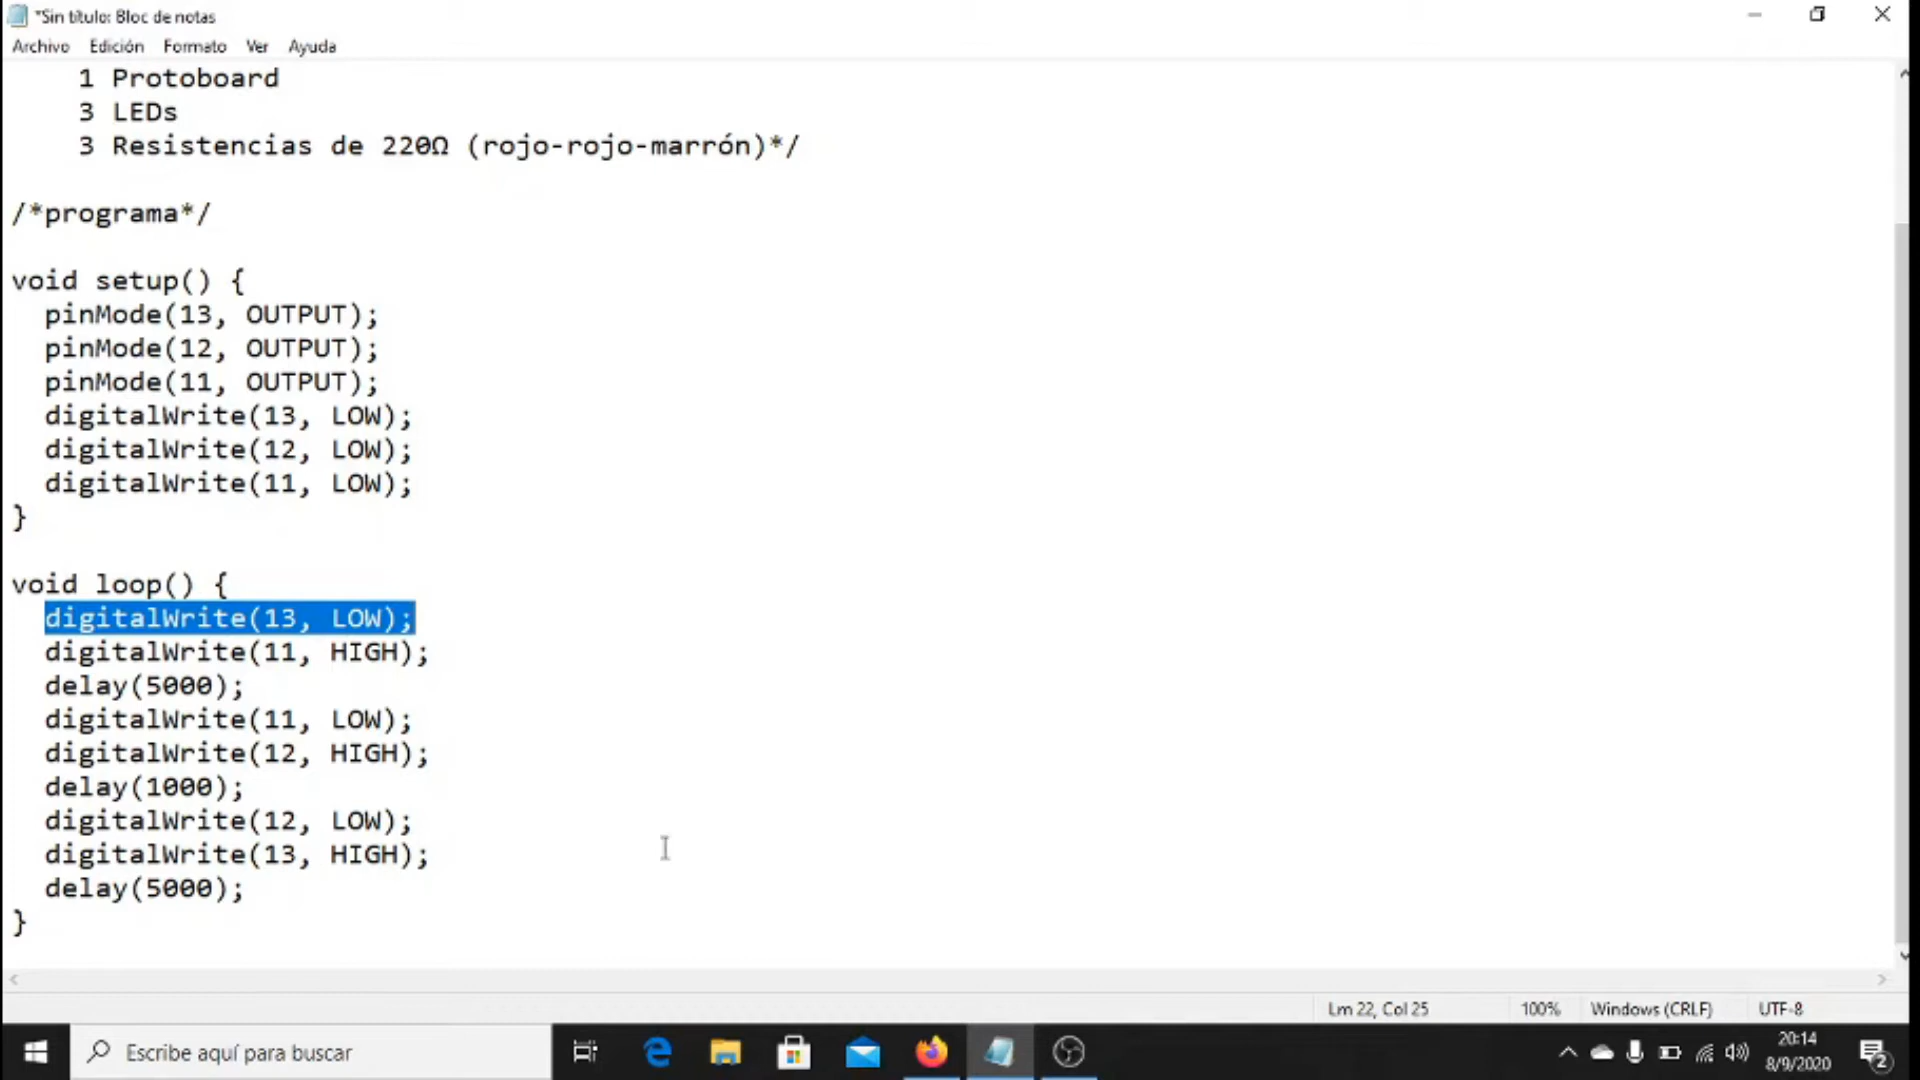 *Sin título: Bloc de notas
Archivo Edición Formato Ver Ayuda
1 Protoboard
3 LEDs
3 Resistencias de 220Ω (rojo-rojo-marrón)*/
/*programa*/
void setup() {
pinMode(13, OUTPUT);
pinMode(12, OUTPUT);
pinMode(11, OUTPUT);
digitalWrite(13, LOW);
digitalWrite(12, LOW);
digitalWrite(11, LOW);
}
void loop() {
digitalWrite(13, LOW);
digitalWrite(11, HIGH);
delay(5000);
digitalWrite(11, LOW);
digitalWrite(12, HIGH);
delay(1000);
digitalWrite(12, LOW);
digitalWrite(13, HIGH);
delay(5000);
}
Lm 22, Col 25 100% Windows (CRLF) UTF-8
Escribe aquí para buscar
20:14
8/9/2020
2